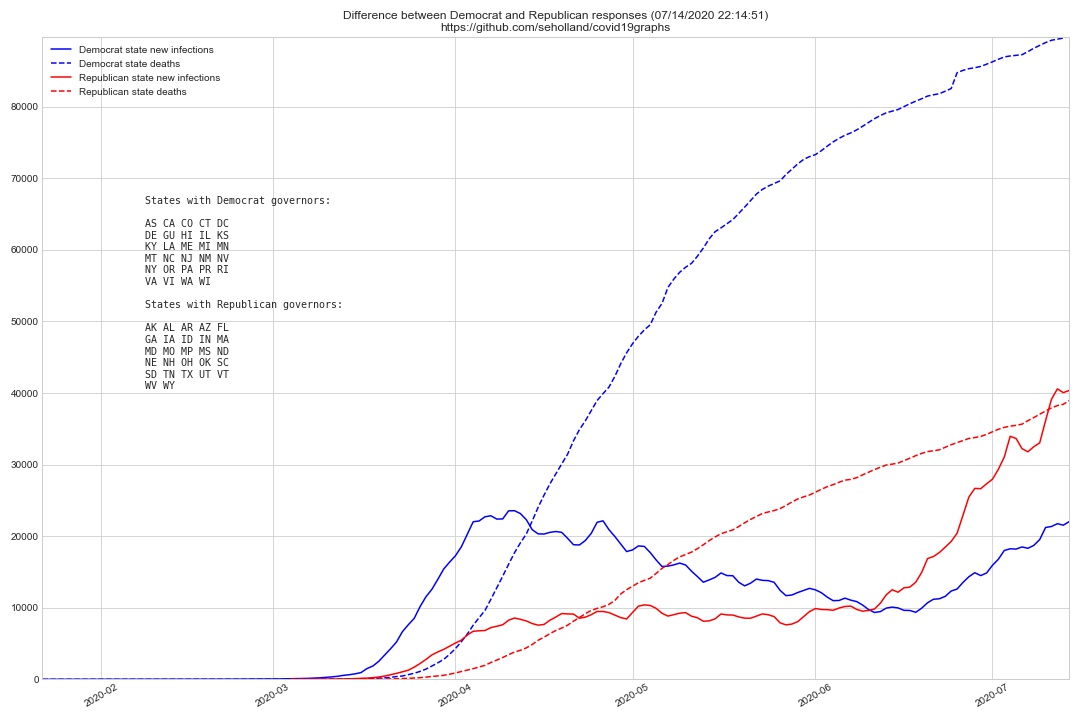 Difference between Democrat and Republican responses (07/14/2020 22:14:51)
https://github.com/seholland/covid19graphs
Democrat state new infections
Democrat state deaths
Republican state new infections
Republican state deaths
80000
70000
60000
50000
40000
30000
20000
10000
0
States with Democrat governors:
AS CA CO CT DC
DE GU HI IL KS
KY LA ME MI MN
MT NC NJ NM NV
NY OR PA PR RI
VA VI WA WI
States with Republican governors:
AK AL AR AZ FL
GA IA ID IN MA
MD MO MP MS ND
NE NH OH OK SC
SD TN TX UT VT
WV WY
2020-02
2020-03
2020-04
2020-05
2020-06
2020-07